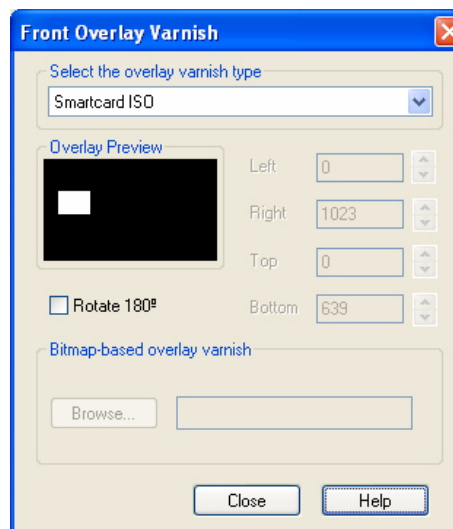 Front Overlay Varnish
Select the overlay varnish type
Smartcard ISO
Overlay Preview
Left 0
Right 1023
Top 0
Bottom 639
Rotate 180º
Bitmap-based overlay varnish
Browse...
Close Help